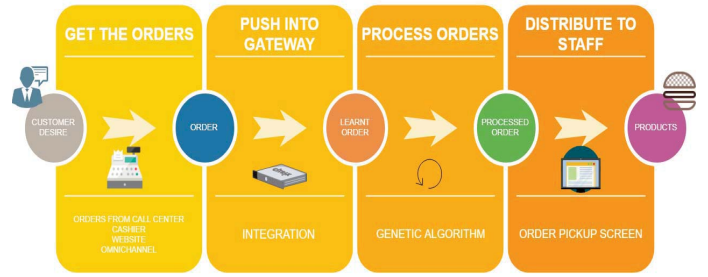 GET THE ORDERS
PUSH INTO
GATEWAY
PROCESS ORDERS
DISTRIBUTE TO
STAFF
CUSTOMER
DESIRE
ORDER
LEARNT
ORDER
PROCESSED
ORDER
PRODUCTS
ORDERS FROM CALL CENTER
CASHIER
WEBSITE
OMNICHANNEL
INTEGRATION
GENETIC ALGORITHM
ORDER PICKUP SCREEN